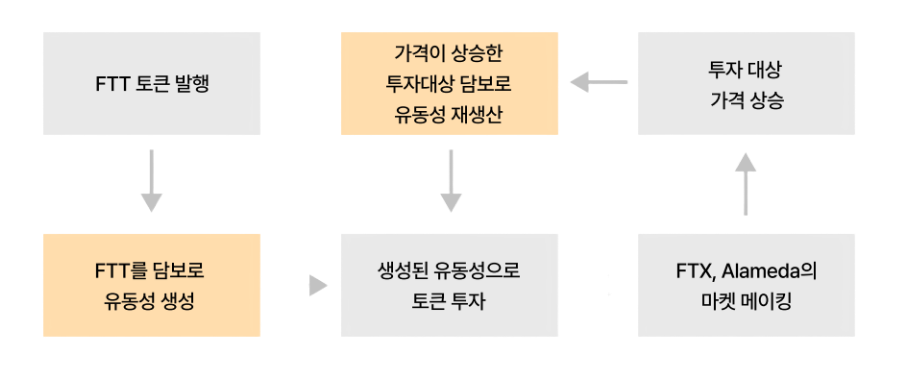 FTT 토큰 발행
가격이 상승한
투자대상 담보로
유동성 재생산
투자 대상
가격 상승
FTT를 담보로
유동성 생성
생성된 유동성으로
토큰 투자
FTX, Alameda의
마켓 메이킹